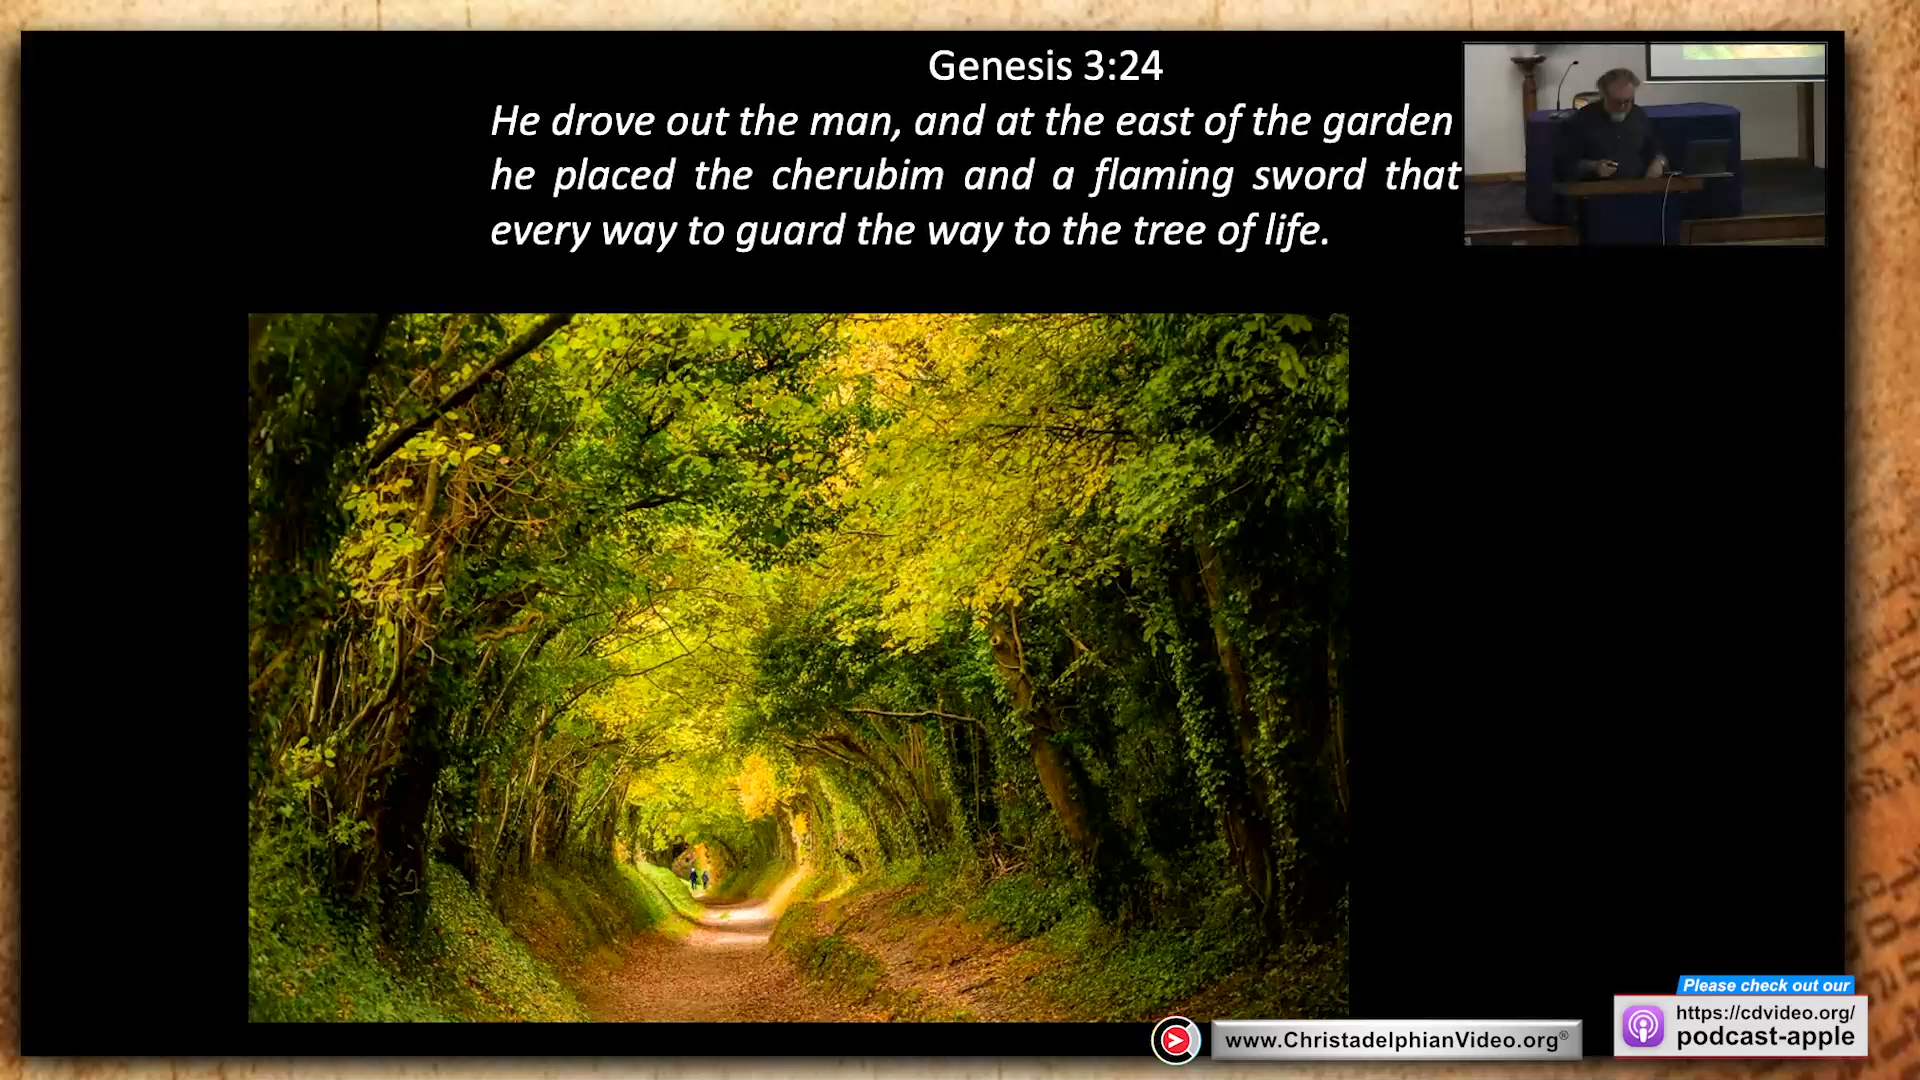 Genesis 3:24
He drove out the man, and at the east of the garden
he placed the cherubim and a flaming sword that
every way to guard the way to the tree of life.
Please check out our
https://cdvideo.org/
podcast-apple
www.ChristadelphianVideo.org®